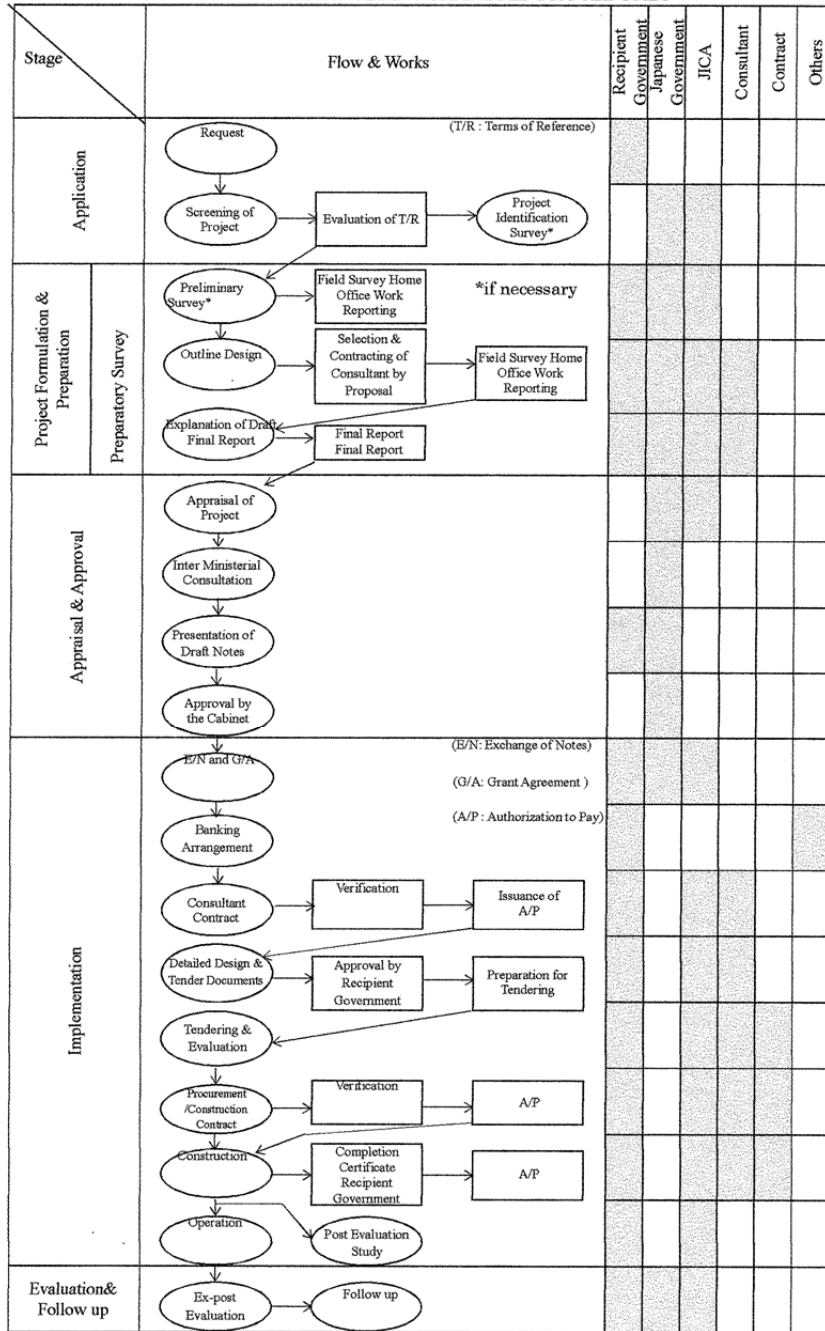 Stage
Flow & Works
Recipient
Government
Japanese
Government
JICA
Consultant
Contract
Others
Application
Request
(T/R : Terms of Reference)
Screening of
Project
Evaluation of T/R
Project
Identification
Survey*
Project Formulation &
Preparation
Preparatory Survey
Preliminary
Survey*
Field Survey Home
Office Work
Reporting
*if necessary
Outline Design
Selection &
Contracting of
Consultant by
Proposal
Field Survey Home
Office Work
Reporting
Explanation of Draft
Final Report
Final Report
Final Report
Appraisal & Approval
Appraisal of
Project
Inter Ministerial
Consultation
Presentation of
Draft Notes
Approval by
the Cabinet
Implementation
E/N and G/A
(E/N: Exchange of Notes)
(G/A: Grant Agreement )
(A/P : Authorization to Pay)
Banking
Arrangement
Consultant
Contract
Verification
Issuance of
A/P
Detailed Design &
Tender Documents
Approval by
Recipient
Government
Preparation for
Tendering
Tendering &
Evaluation
Procurement
/Construction
Contract
Verification
A/P
Construction
Completion
Certificate
Recipient
Government
A/P
Operation
Post Evaluation
Study
Evaluation&
Follow up
Ex-post
Evaluation
Follow up